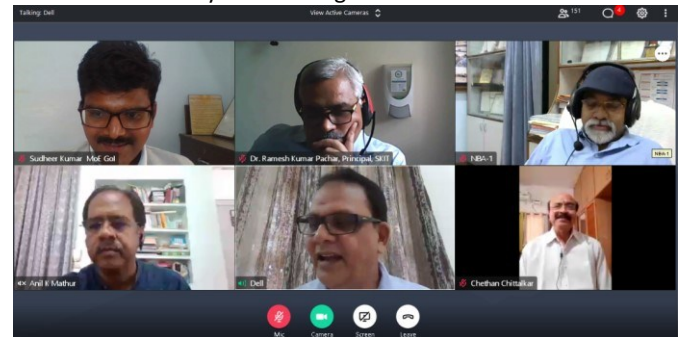 Talking: Dell
View Active Cameras
151
Sudheer Kumar MoE GoI
Dr. Ramesh Kumar Pachar, Principal, SKIT
NBA-1
NBA-1
Anil K Mathur
Dell
Chethan Chittalkar
Mic
Camera
Screen
Leave